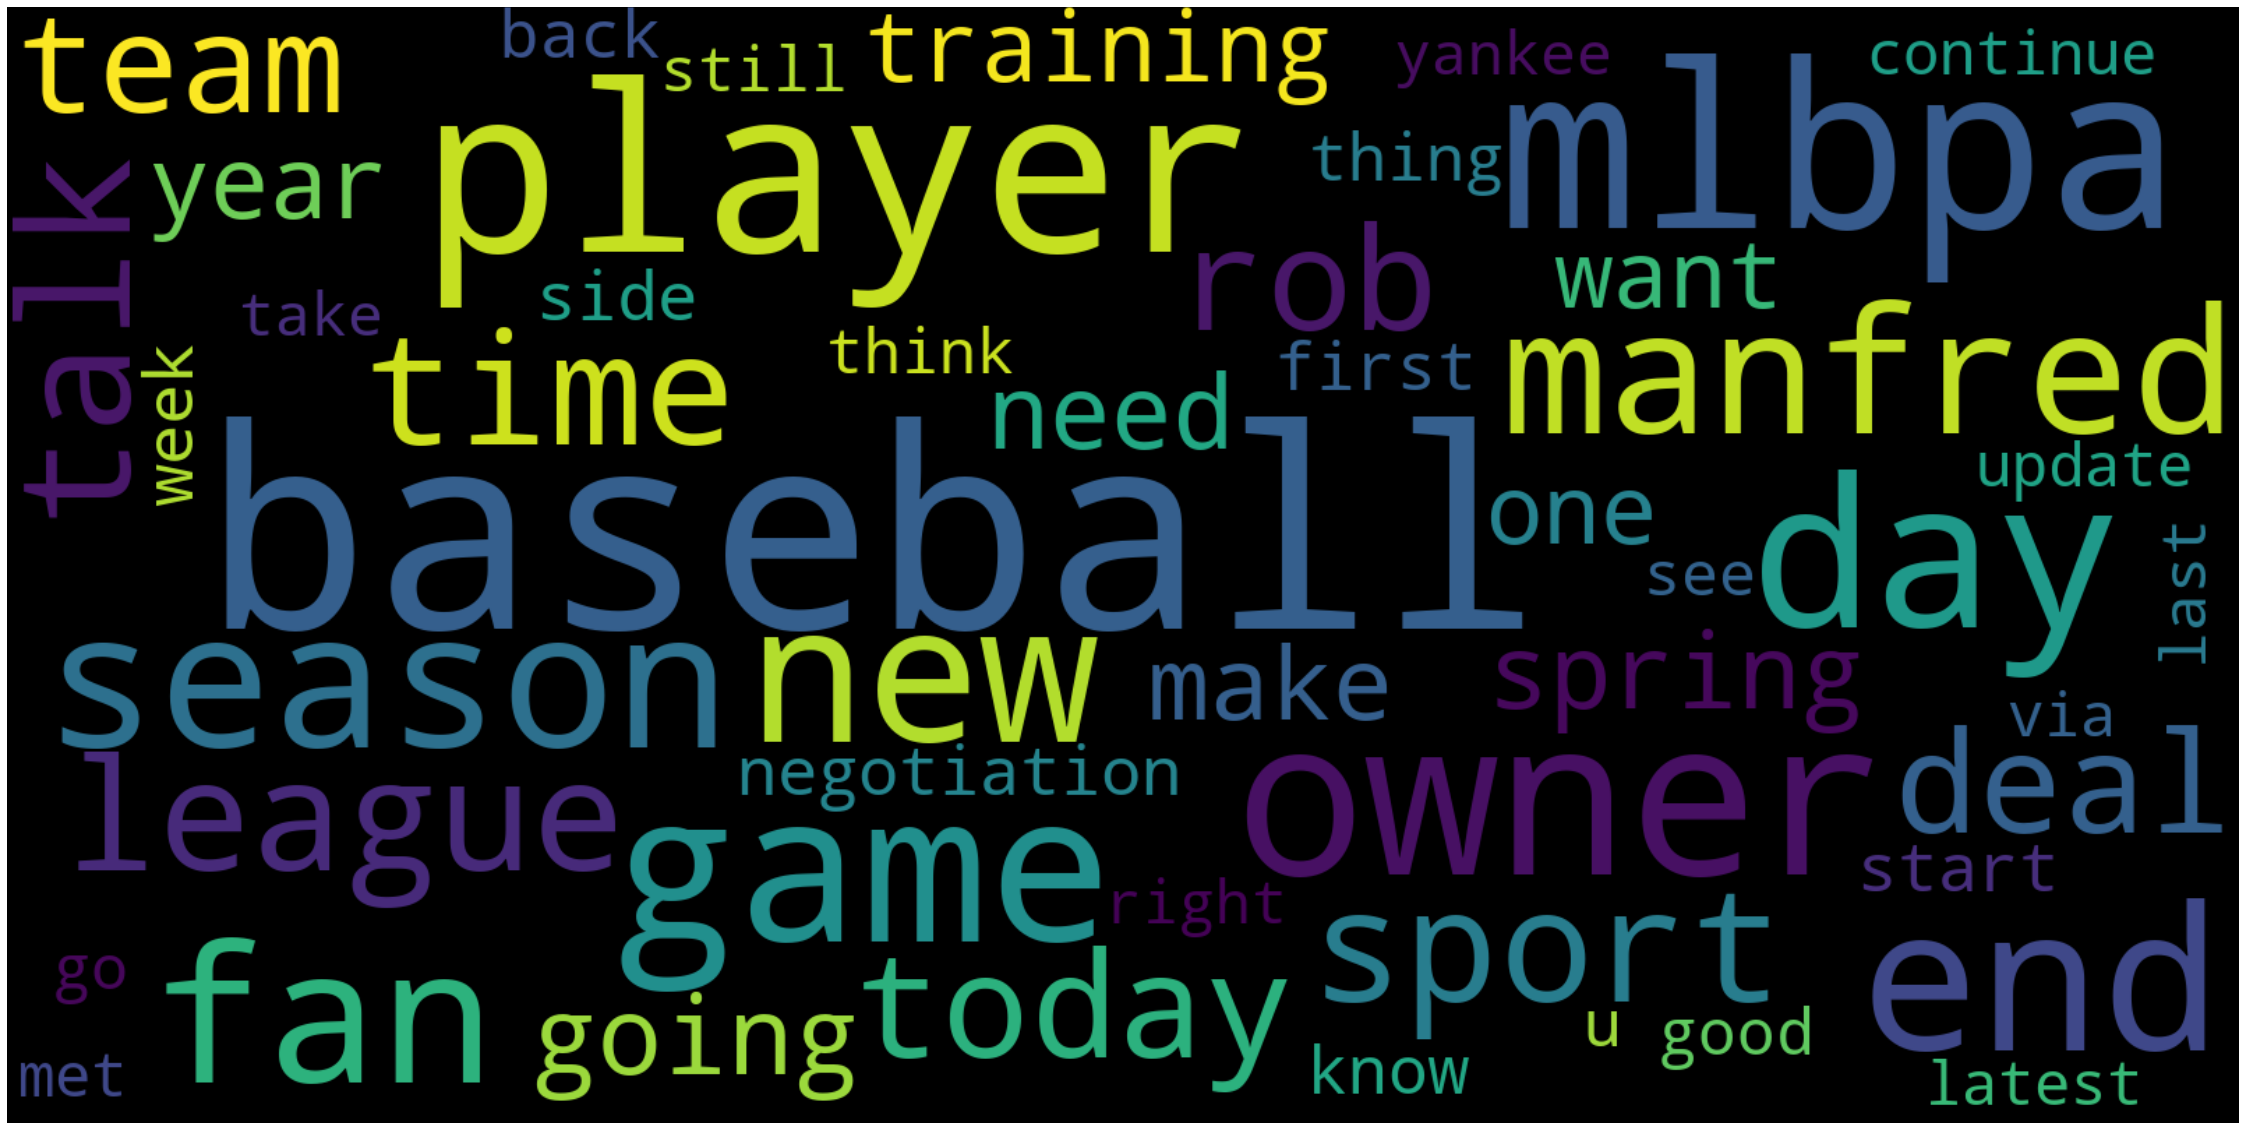 team
back
still
training
yankee
continue
player
mlbpa
talk
year
thing
rob
want
take
side
time
think
first
manfred
week
need
baseball
update
one
day
see
last
season
new
make
spring
via
league
negotiation
owner
deal
game
right
start
sport
end
go
fan
going
today
u
good
know
met
latest